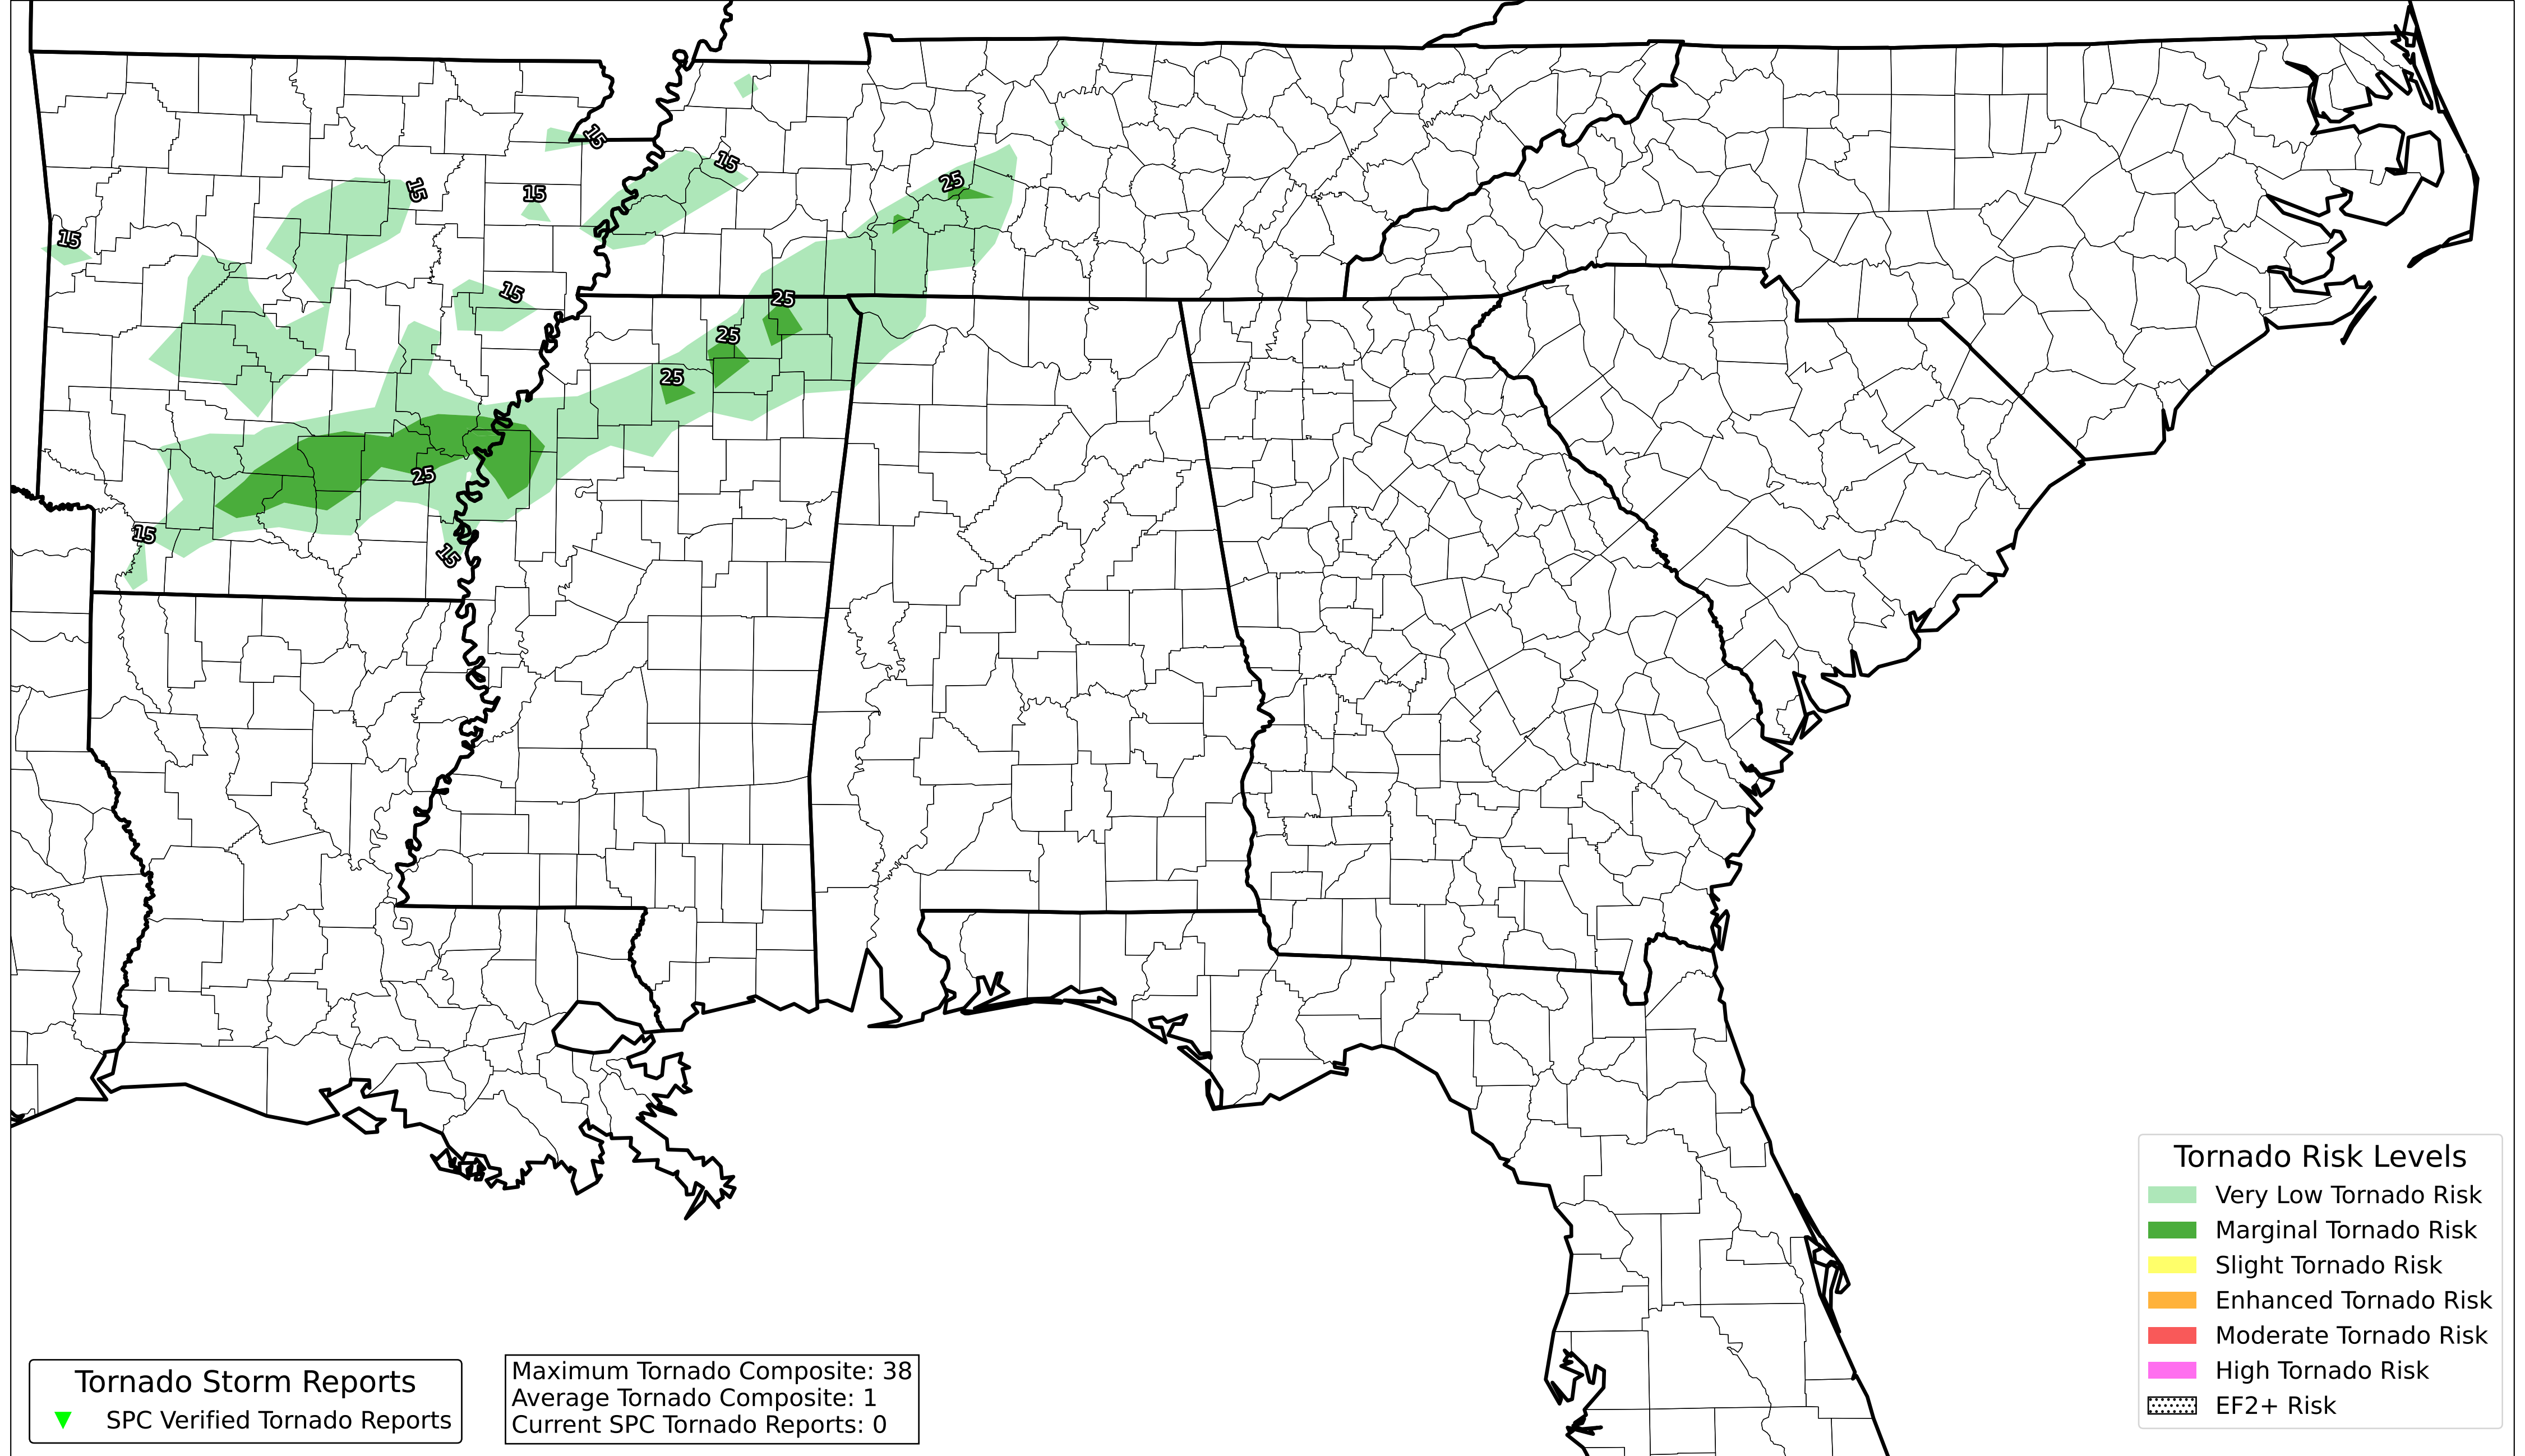 15
15
15
15
25
15
15
25
25
25
25
15
15
Tornado Risk Levels
Very Low Tornado Risk
Marginal Tornado Risk
Slight Tornado Risk
Enhanced Tornado Risk
Moderate Tornado Risk
High Tornado Risk
EF2+ Risk
Tornado Storm Reports
SPC Verified Tornado Reports
Maximum Tornado Composite: 38
Average Tornado Composite: 1
Current SPC Tornado Reports: 0